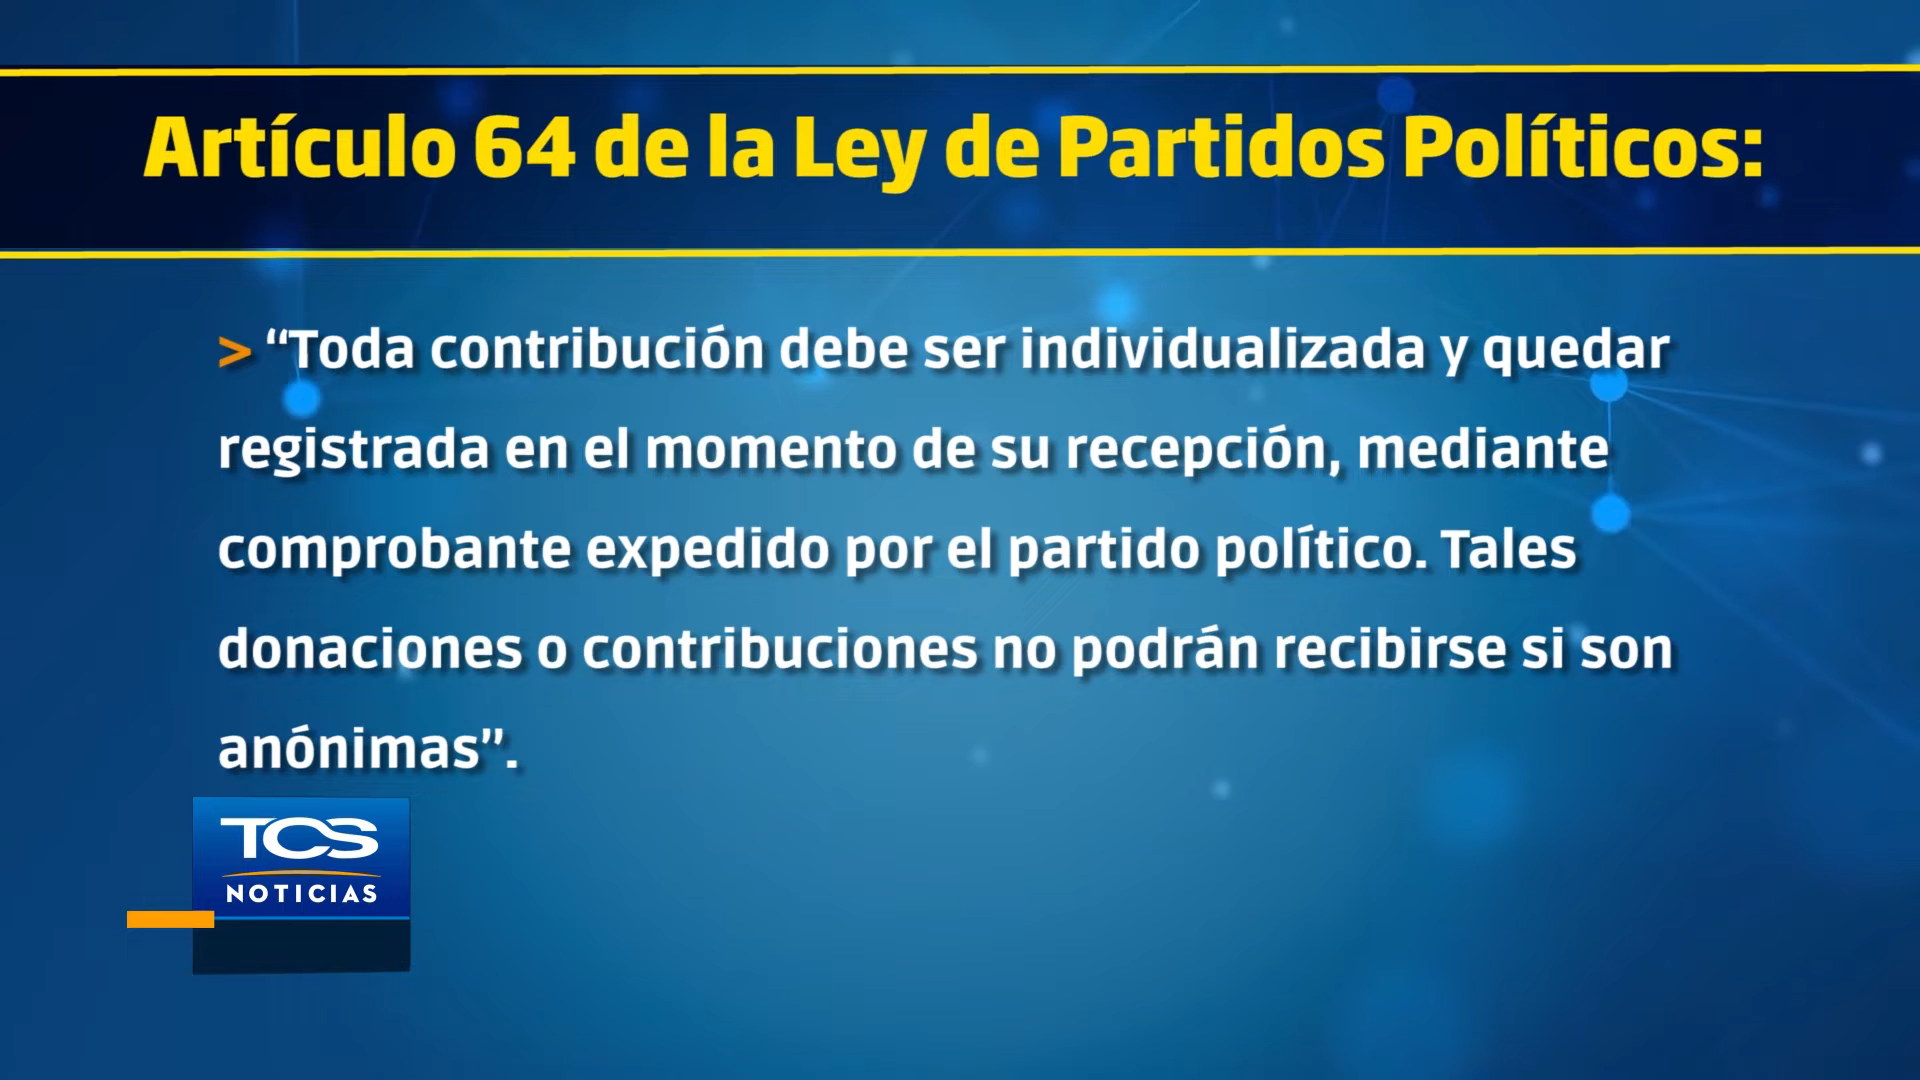 Artículo 64 de la Ley de Partidos Políticos:
> “Toda contribución debe ser individualizada y quedar
registrada en el momento de su recepción, mediante
comprobante expedido por el partido político. Tales
donaciones o contribuciones no podrán recibirse si son
anónimas”.
TCS
NOTICIAS